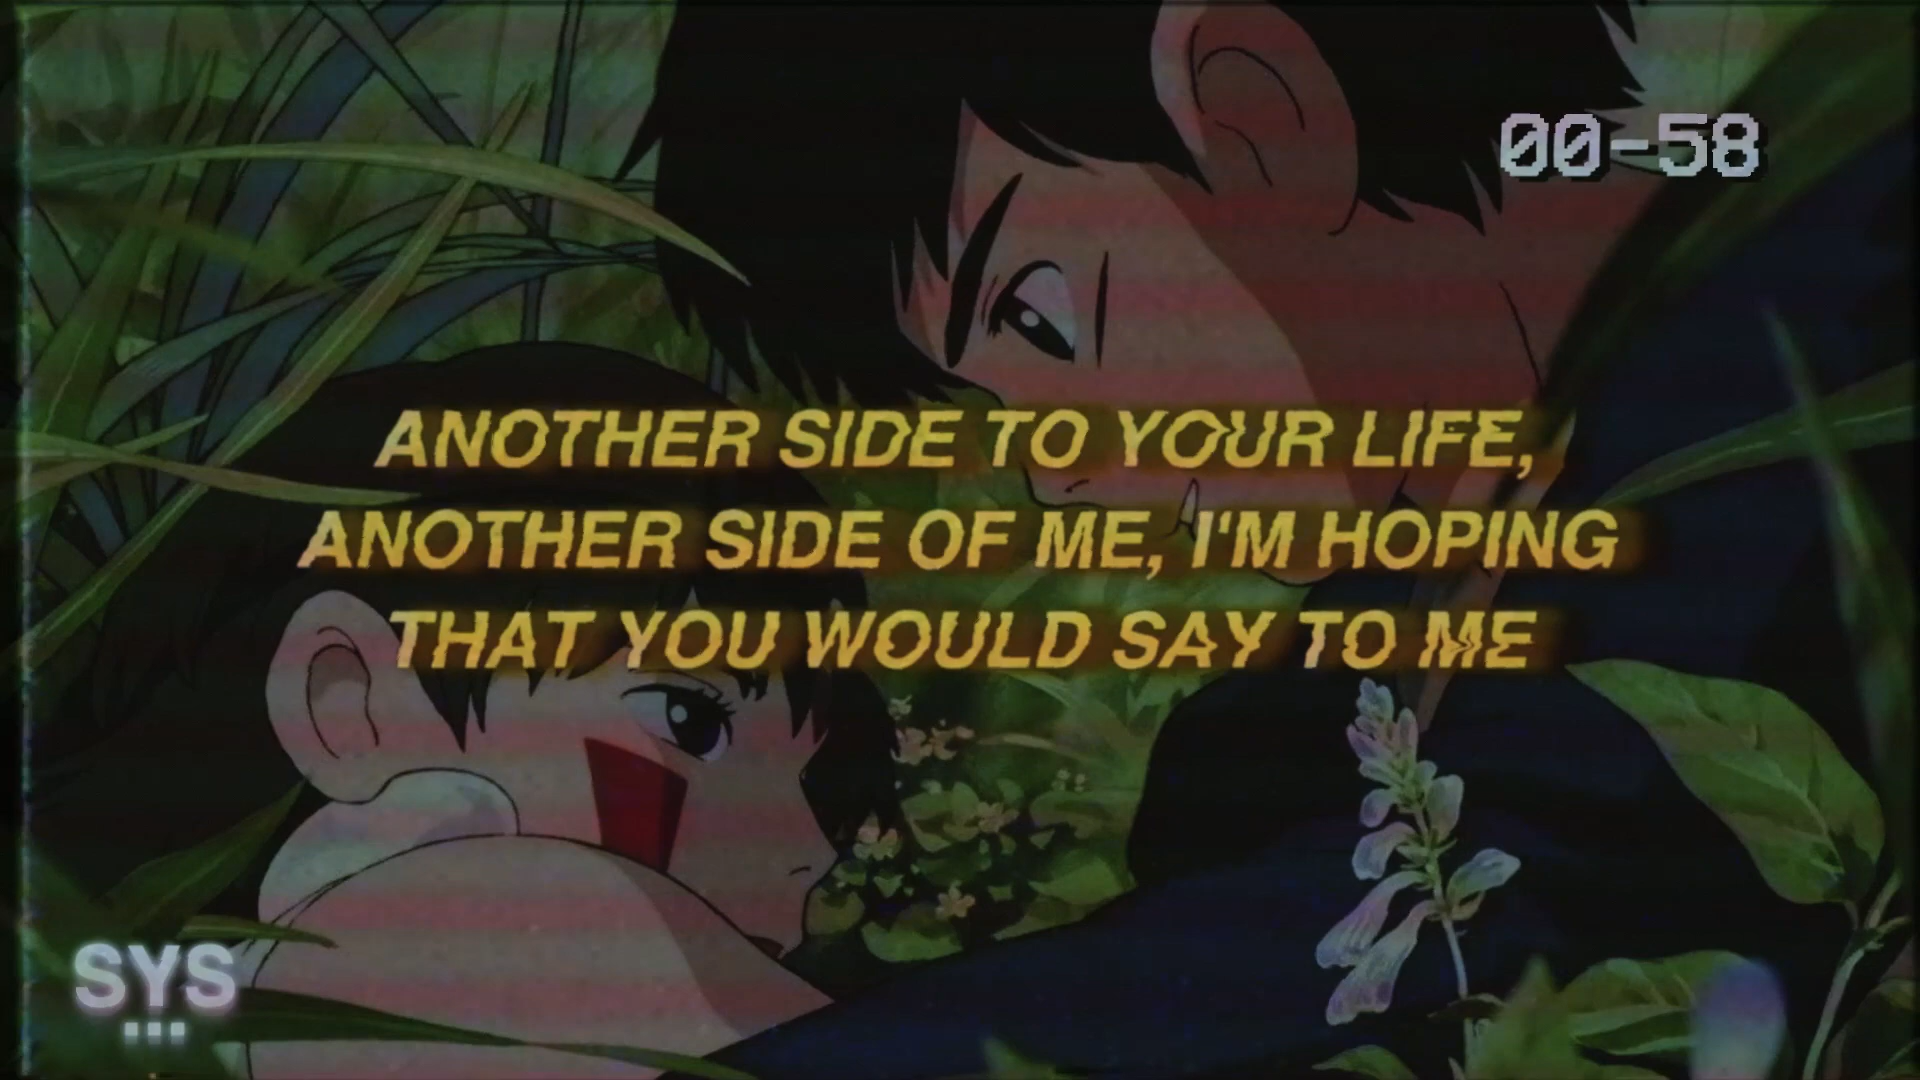 00-58
ANOTHER SIDE TO YOUR LIFE,
ANOTHER SIDE OF ME, I'M HOPING
THAT YOU WOULD SAY TO ME
SYS
...